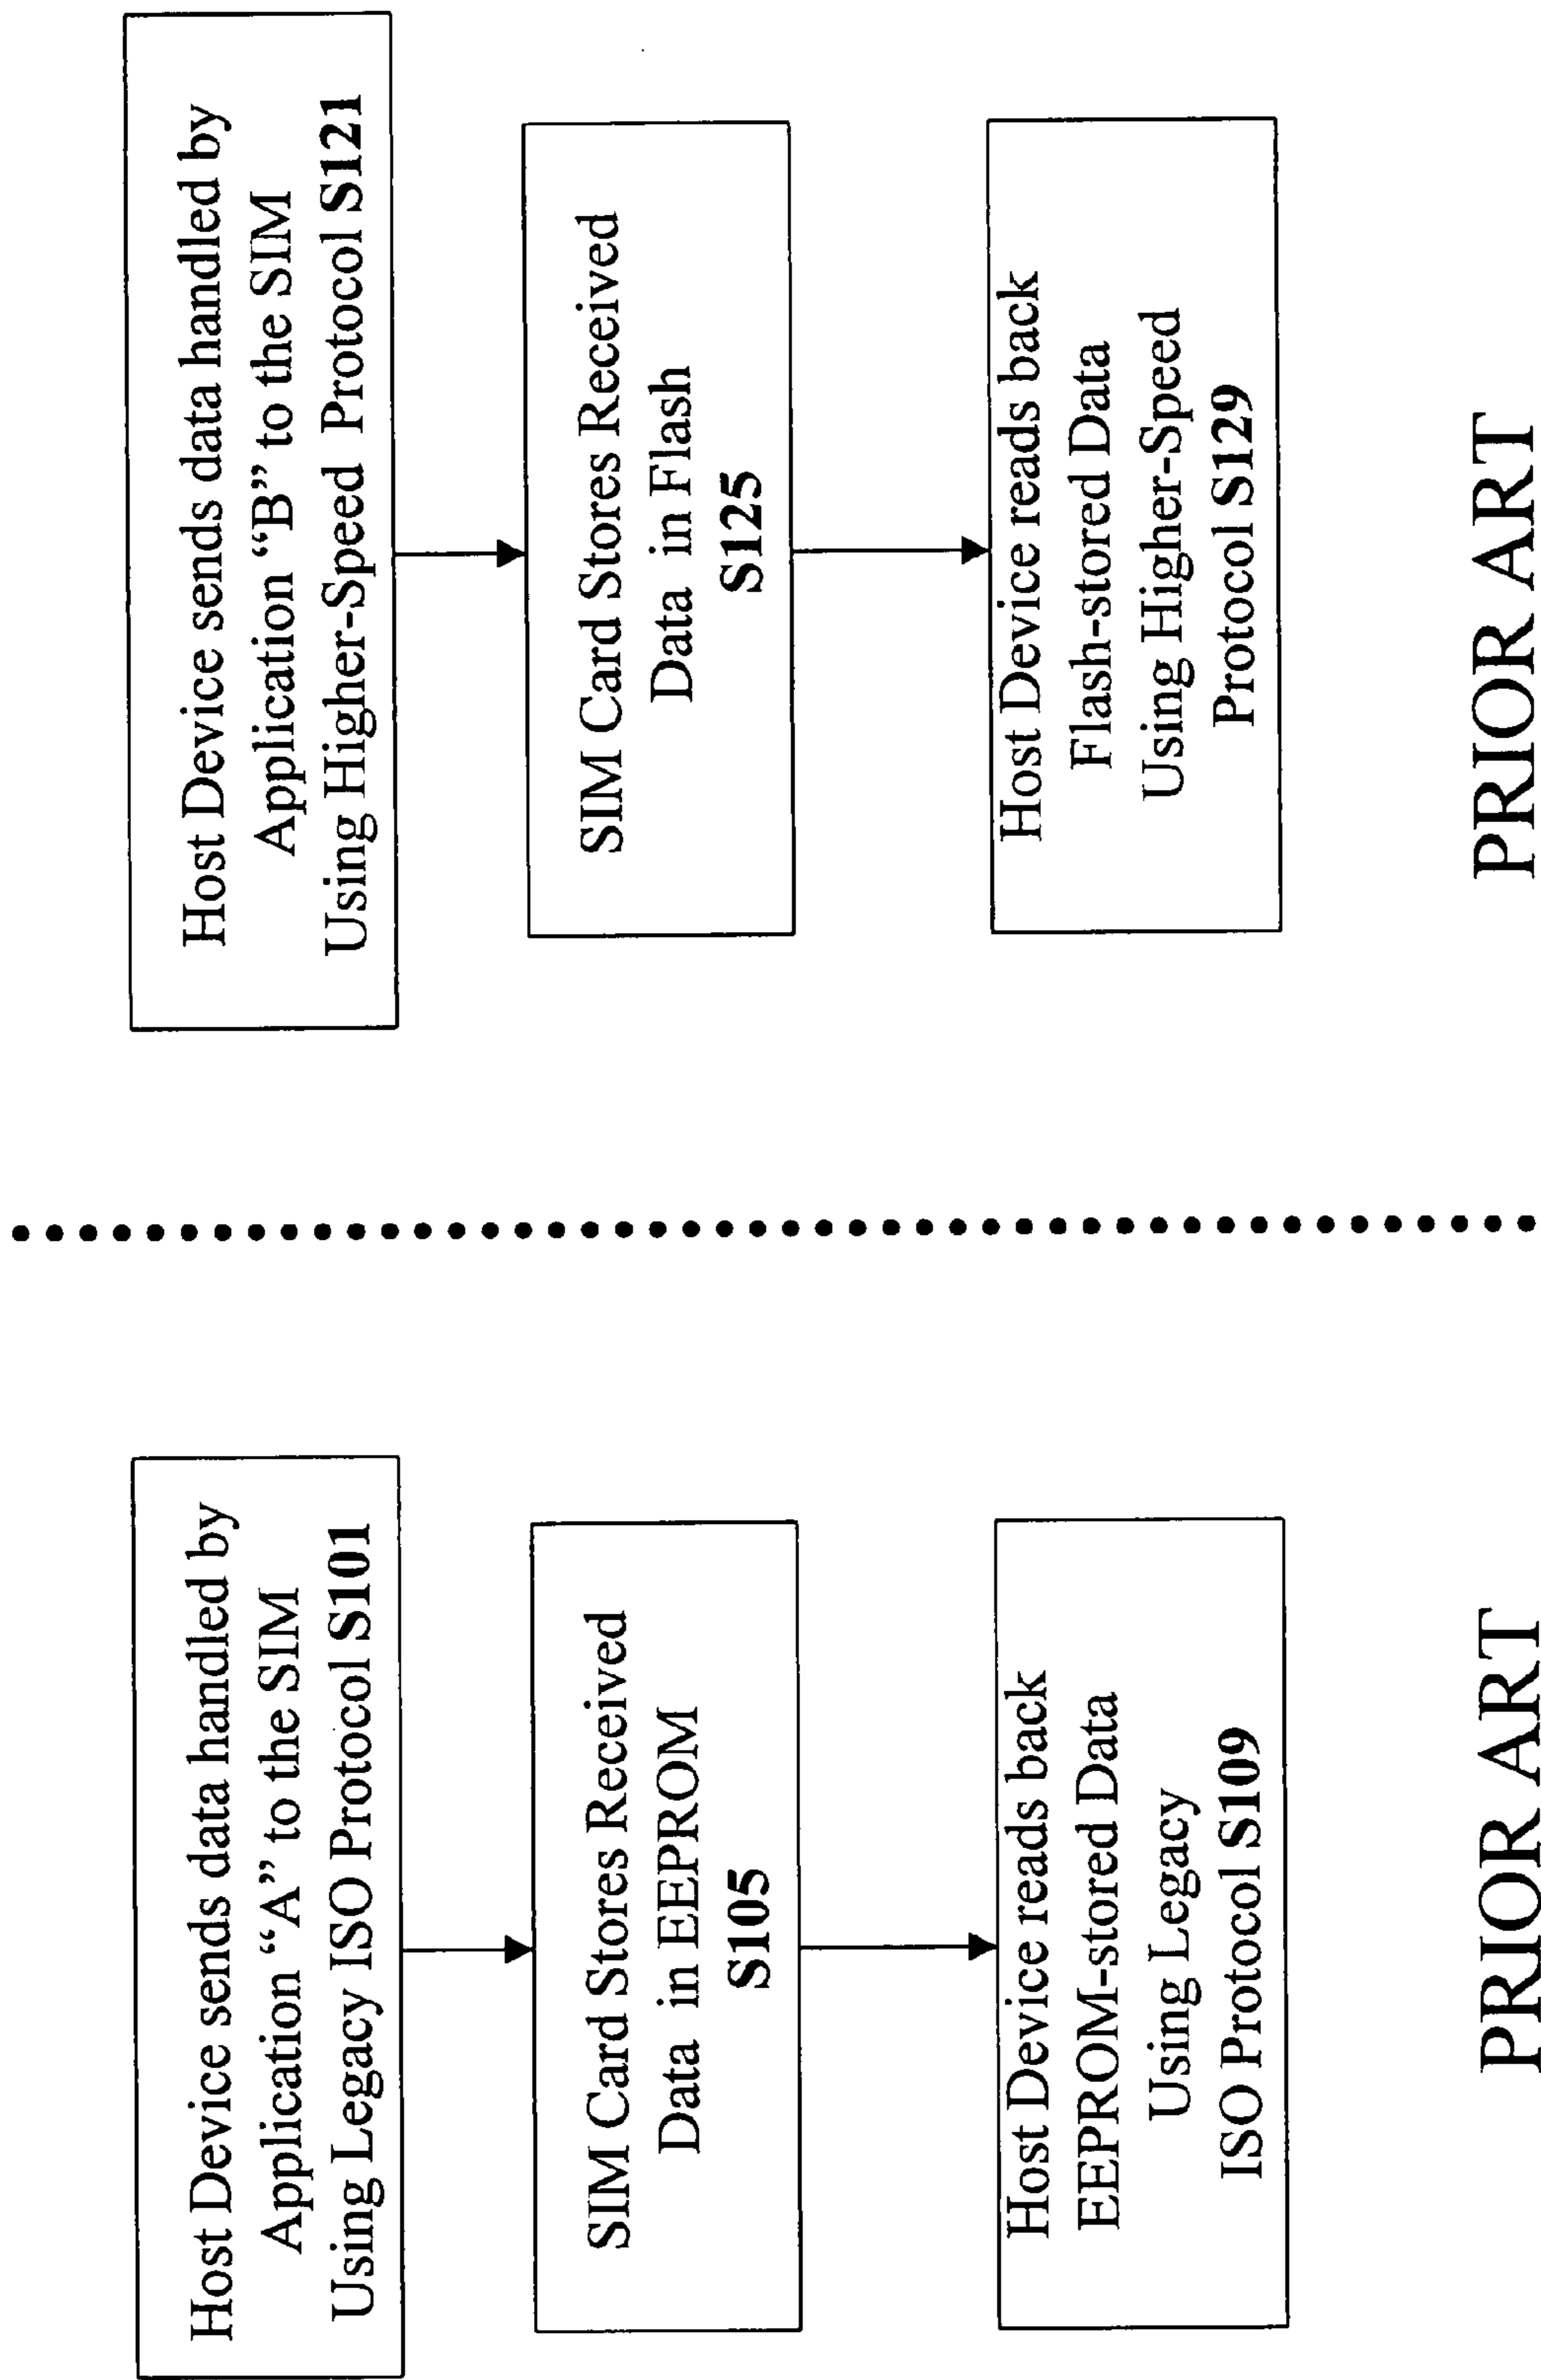 Host Device sends data handled by
Application “A” to the SIM
Using Legacy ISO Protocol S101
SIM Card Stores Received
Data in EEPROM
S105
Host Device reads back
EEPROM-stored Data
Using Legacy
ISO Protocol S109
PRIOR ART
Host Device sends data handled by
Application “B” to the SIM
Using Higher-Speed Protocol S121
SIM Card Stores Received
Data in Flash
S125
Host Device reads back
Flash-stored Data
Using Higher-Speed
Protocol S129
PRIOR ART